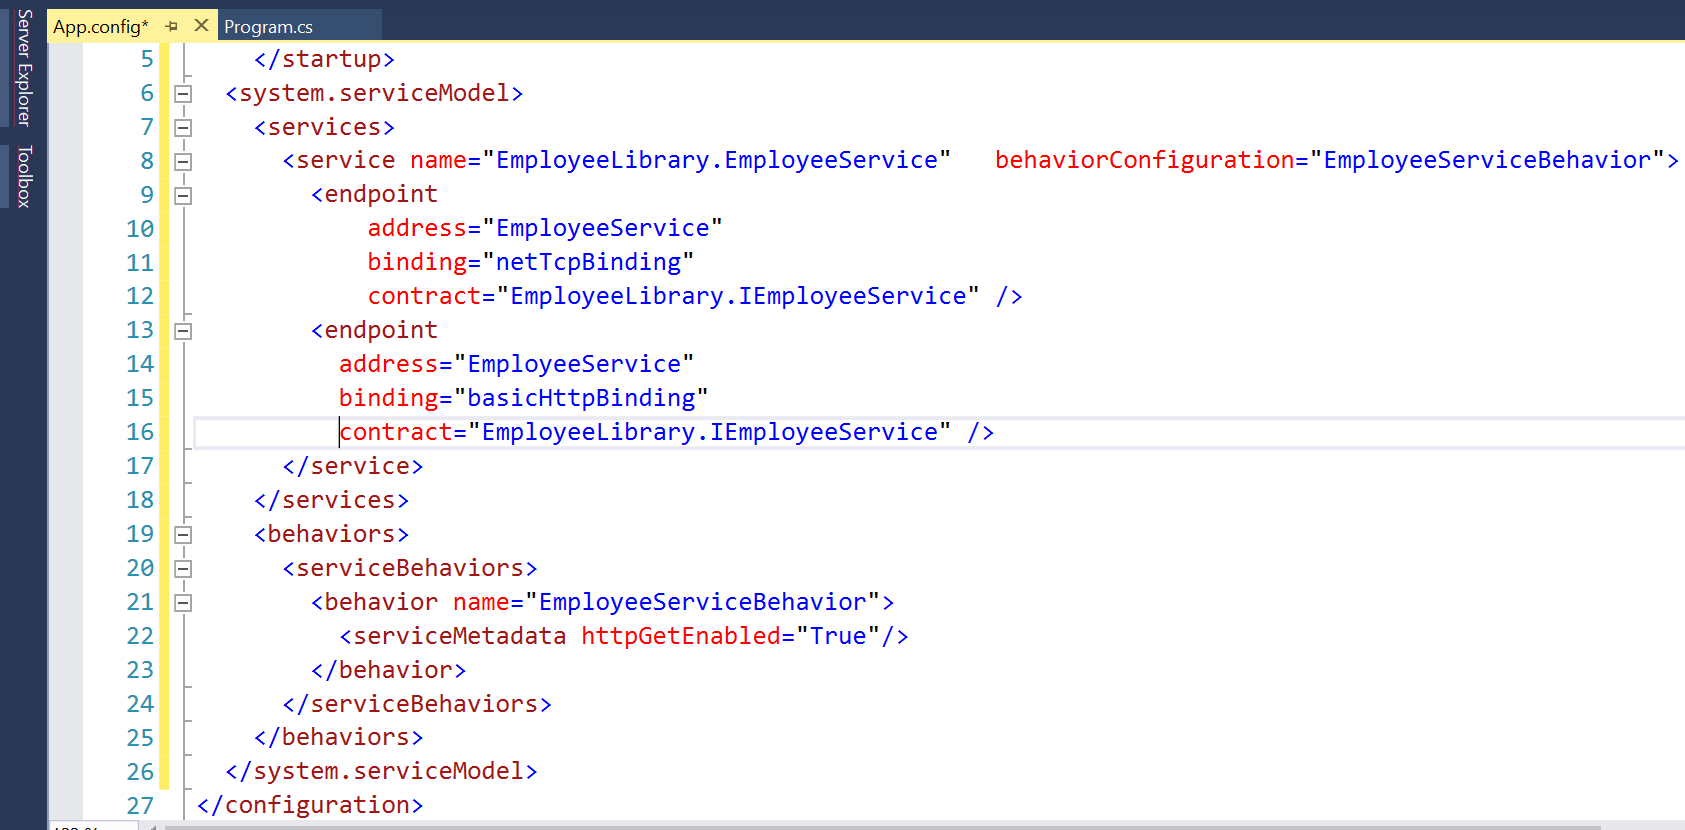 Server Explorer
Toolbox
App.config*
Program.cs
5 </startup>
6 <system.serviceModel>
7 <services>
8 <service name="EmployeeLibrary.EmployeeService" behaviorConfiguration="EmployeeServiceBehavior">
9 <endpoint
10 address="EmployeeService"
11 binding="netTcpBinding"
12 contract="EmployeeLibrary.IEmployeeService" />
13 <endpoint
14 address="EmployeeService"
15 binding="basicHttpBinding"
16 contract="EmployeeLibrary.IEmployeeService" />
17 </service>
18 </services>
19 <behaviors>
20 <serviceBehaviors>
21 <behavior name="EmployeeServiceBehavior">
22 <serviceMetadata httpGetEnabled="True"/>
23 </behavior>
24 </serviceBehaviors>
25 </behaviors>
26 </system.serviceModel>
27 </configuration>